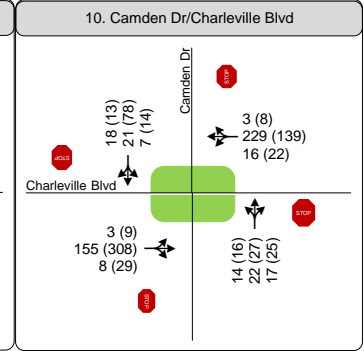 10. Camden Dr/Charleville Blvd
Camden Dr
STOP
18 (13)
21 (78)
7 (14)
3 (8)
229 (139)
16 (22)
STOP
Charleville Blvd
STOP
3 (9)
155 (308)
8 (29)
14 (16)
22 (27)
17 (25)
STOP